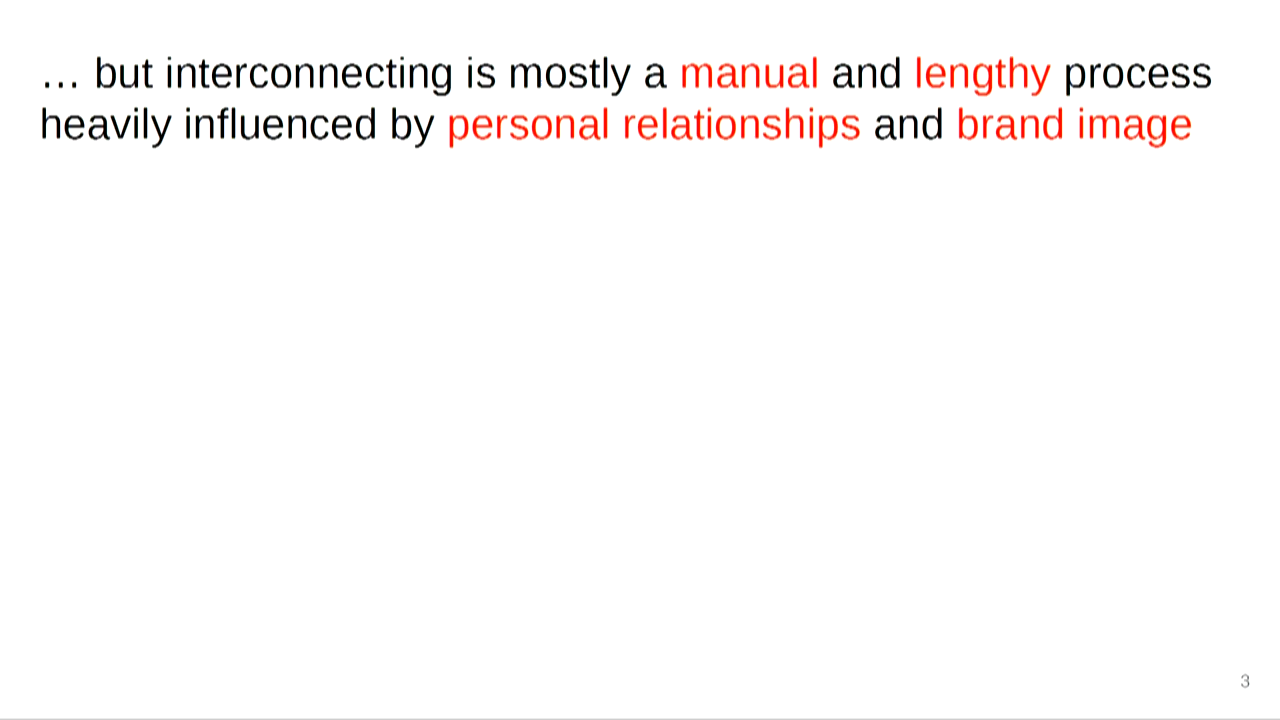 … but interconnecting is mostly a manual and lengthy process
heavily influenced by personal relationships and brand image
3